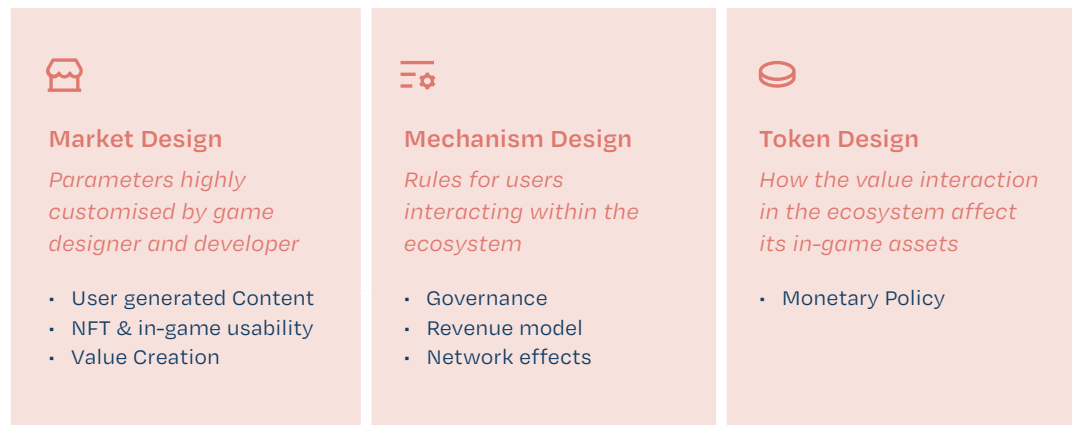 Market Design
Parameters highly
customised by game
designer and developer
· User generated Content
· NFT & in-game usability
· Value Creation
Mechanism Design
Rules for users
interacting within the
ecosystem
· Governance
· Revenue model
· Network effects
Token Design
How the value interaction
in the ecosystem affect
its in-game assets
· Monetary Policy